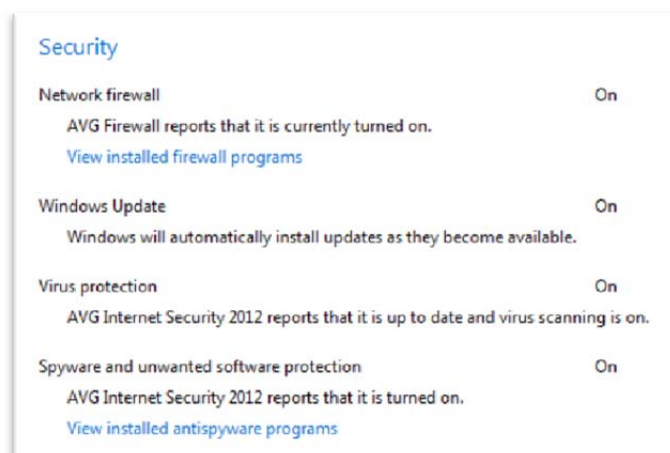 Security
Network firewall On
AVG Firewall reports that it is currently turned on.
View installed firewall programs
Windows Update On
Windows will automatically install updates as they become available.
Virus protection On
AVG Internet Security 2012 reports that it is up to date and virus scanning is on.
Spyware and unwanted software protection On
AVG Internet Security 2012 reports that it is turned on.
View installed antispyware programs